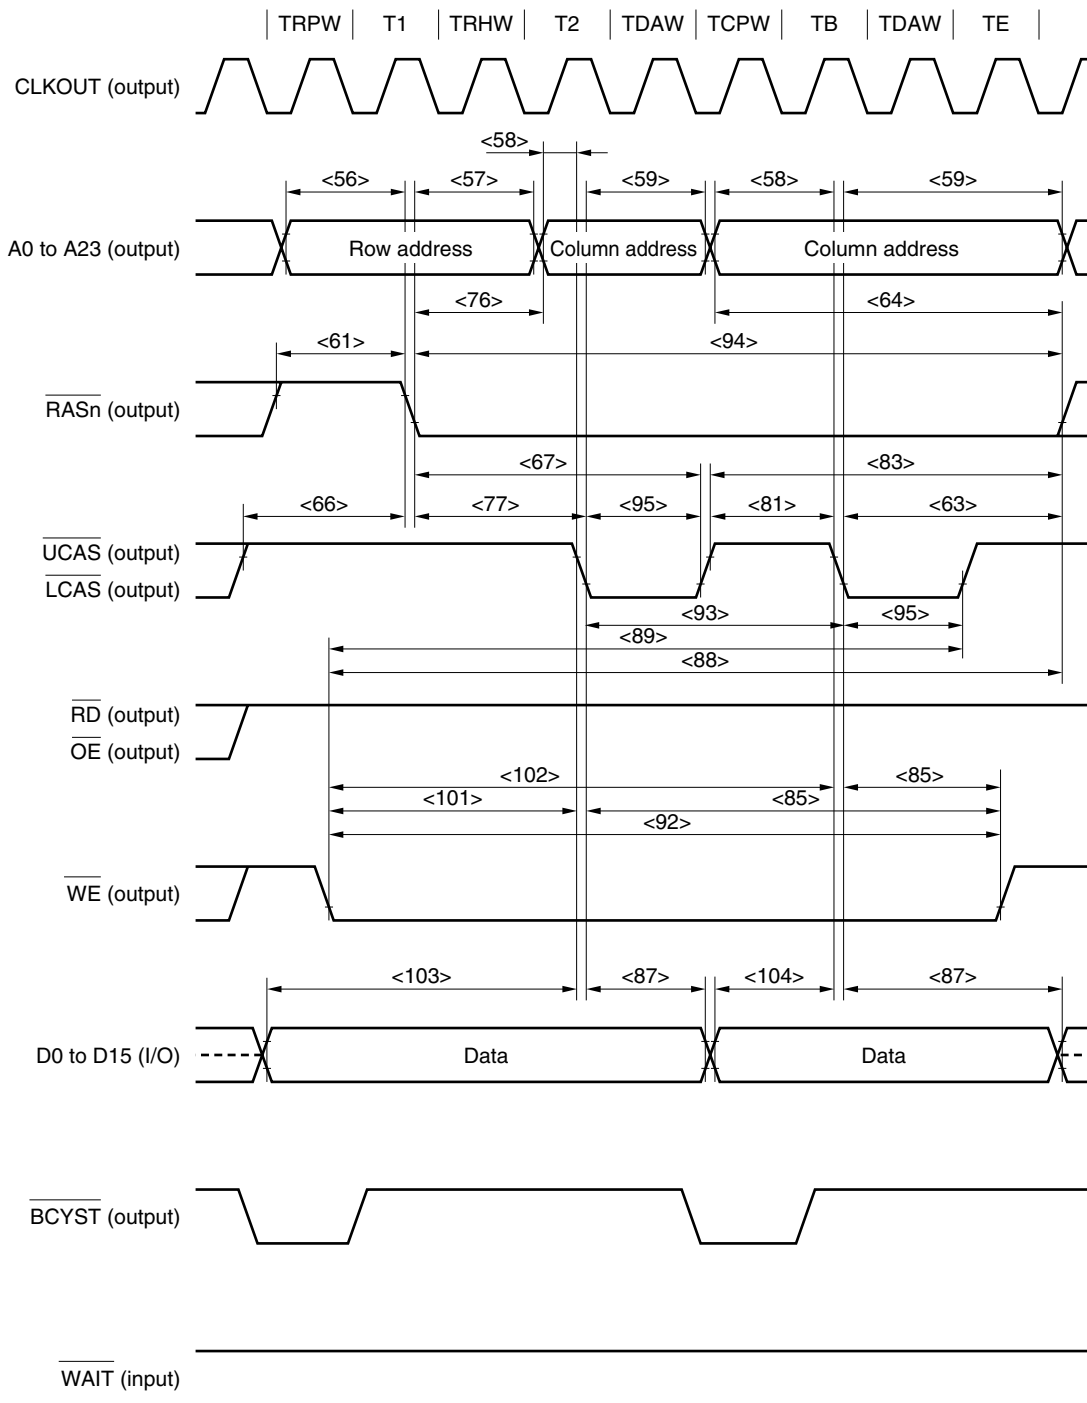 TRPW T1 TRHW T2 TDAW TCPW TB TDAW TE
CLKOUT (output)
<58>
<56> <57> <59> <58> <59>
A0 to A23 (output) Row address Column address Column address
<76> <64>
<61> <94>
RASn (output)
<67> <83>
<66> <77> <95> <81> <63>
UCAS (output)
LCAS (output)
<93> <95>
<89>
<88>
RD (output)
OE (output)
<102> <85>
<101> <85>
<92>
WE (output)
<103> <87> <104> <87>
D0 to D15 (I/O) Data Data
BCYST (output)
WAIT (input)